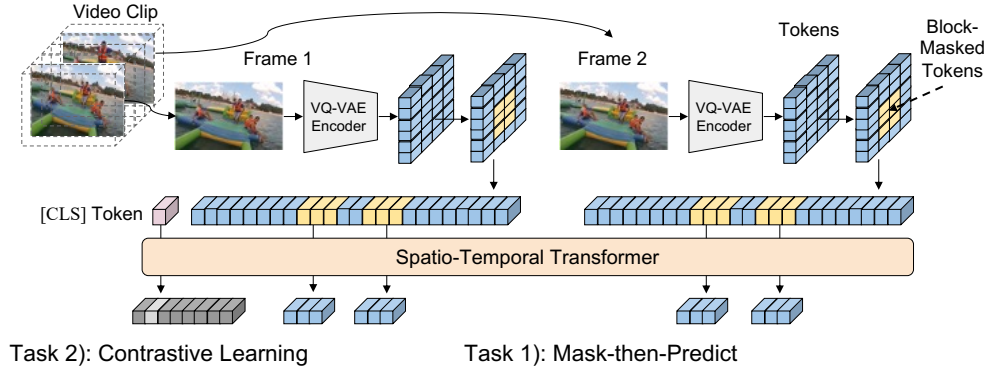 Video Clip
Frame 1
VQ-VAE
Encoder
Frame 2
VQ-VAE
Encoder
Tokens
Block-
Masked
Tokens
[CLS] Token
Spatio-Temporal Transformer
Task 2): Contrastive Learning
Task 1): Mask-then-Predict